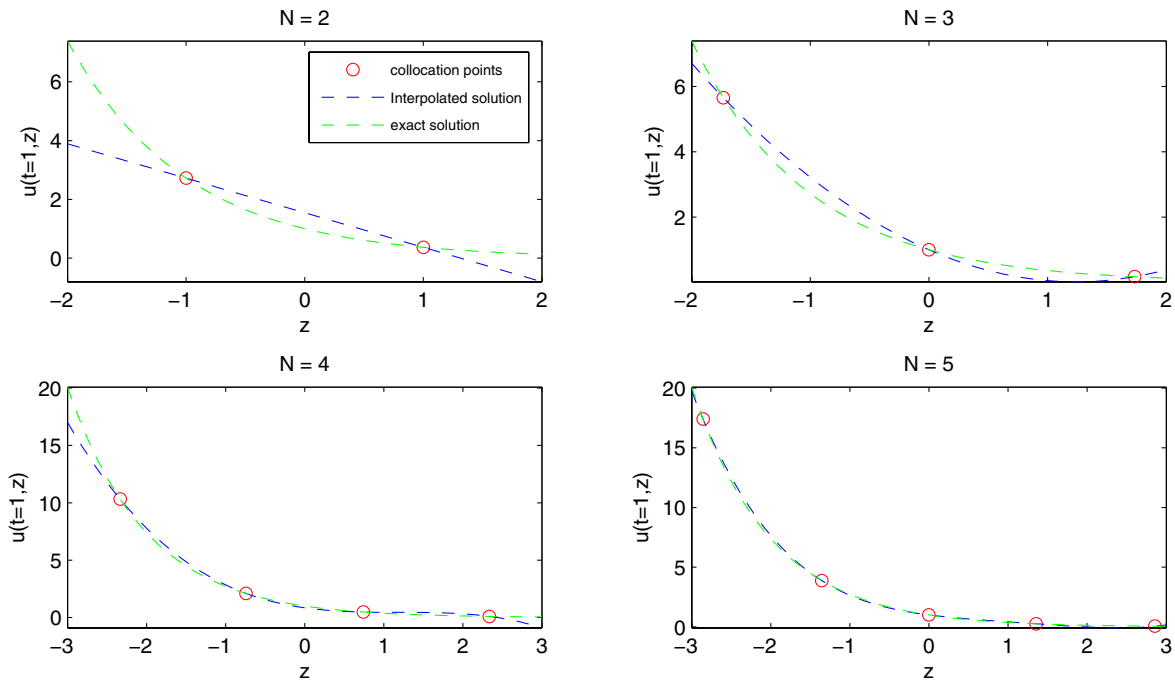 N = 2
6
4
2
0
−2
−1
0
1
2
z
u(t=1,z)
collocation points
Interpolated solution
exact solution
N = 3
6
4
2
−2
−1
0
1
2
z
u(t=1,z)
N = 4
20
15
10
5
0
−3
−2
−1
0
1
2
3
z
u(t=1,z)
N = 5
20
15
10
5
0
−3
−2
−1
0
1
2
3
z
u(t=1,z)